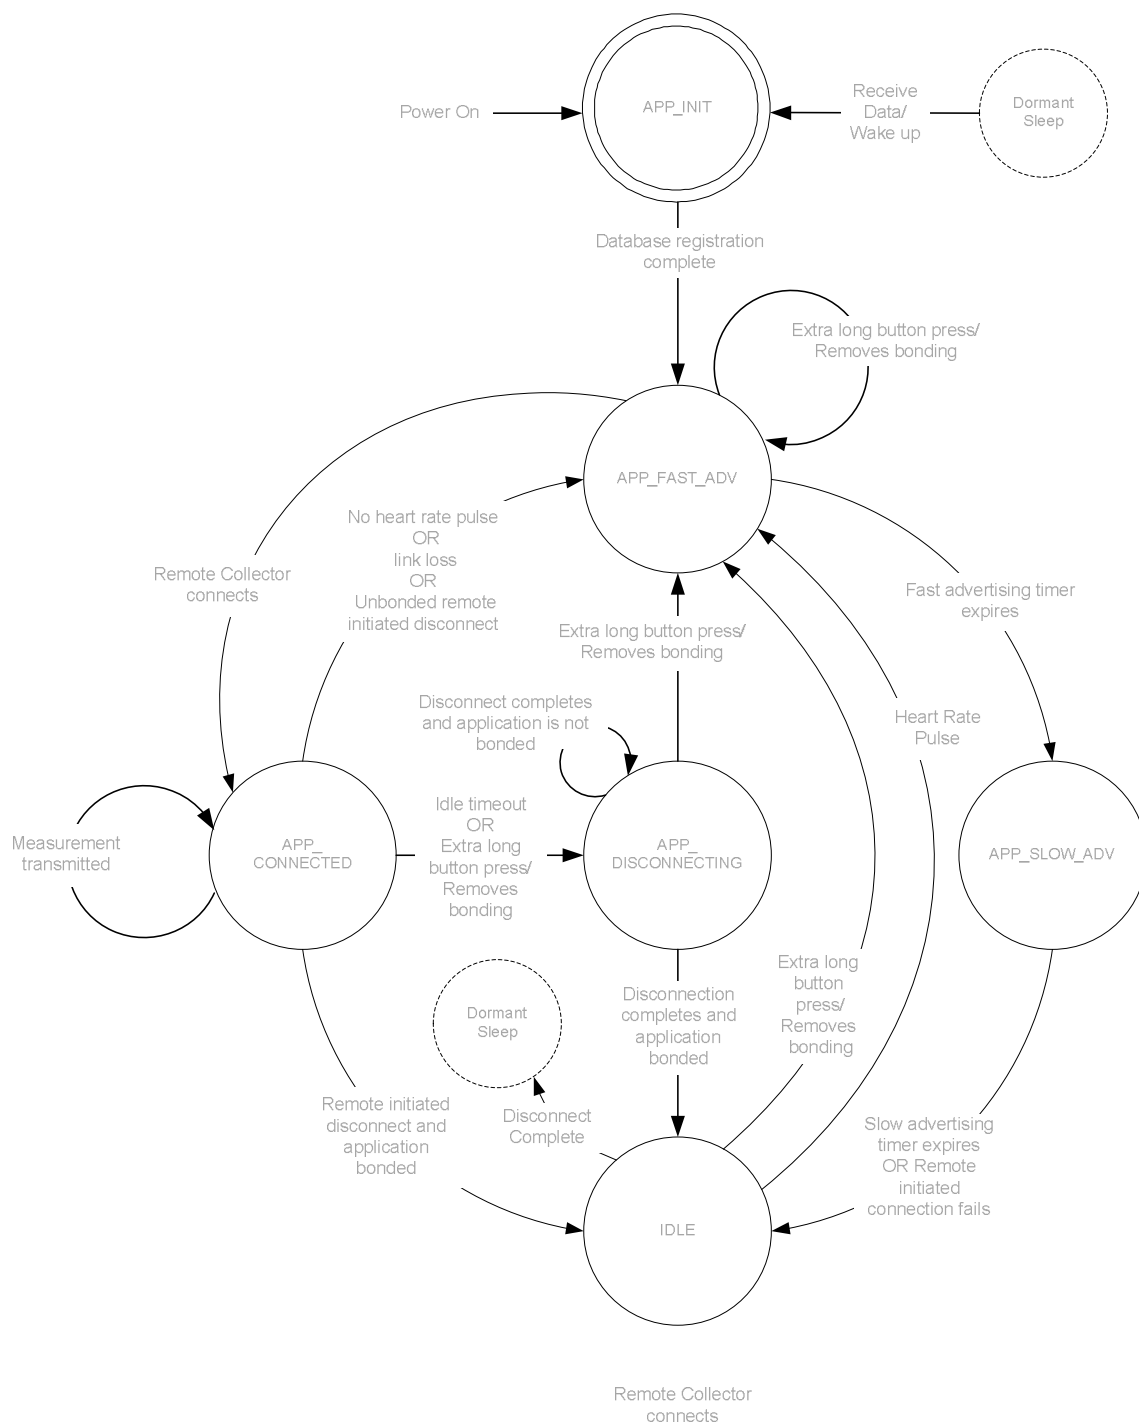 Power On
APP_INIT
Receive
Data/
Wake up
Dormant
Sleep
Database registration
complete
Extra long button press/
Removes bonding
APP_FAST_ADV
No heart rate pulse
OR
link loss
OR
Unbonded remote
initiated disconnect
Remote Collector
connects
Fast advertising timer
expires
Extra long button press/
Removes bonding
Disconnect completes
and application is not
bonded
Heart Rate
Pulse
Measurement
transmitted
APP_
CONNECTED
Idle timeout
OR
Extra long
button press/
Removes
bonding
APP_
DISCONNECTING
APP_SLOW_ADV
Dormant
Sleep
Disconnection
completes and
application
bonded
Extra long
button
press/
Removes
bonding
Remote initiated
disconnect and
application
bonded
Disconnect
Complete
Slow advertising
timer expires
OR Remote
initiated
connection fails
IDLE
Remote Collector
connects